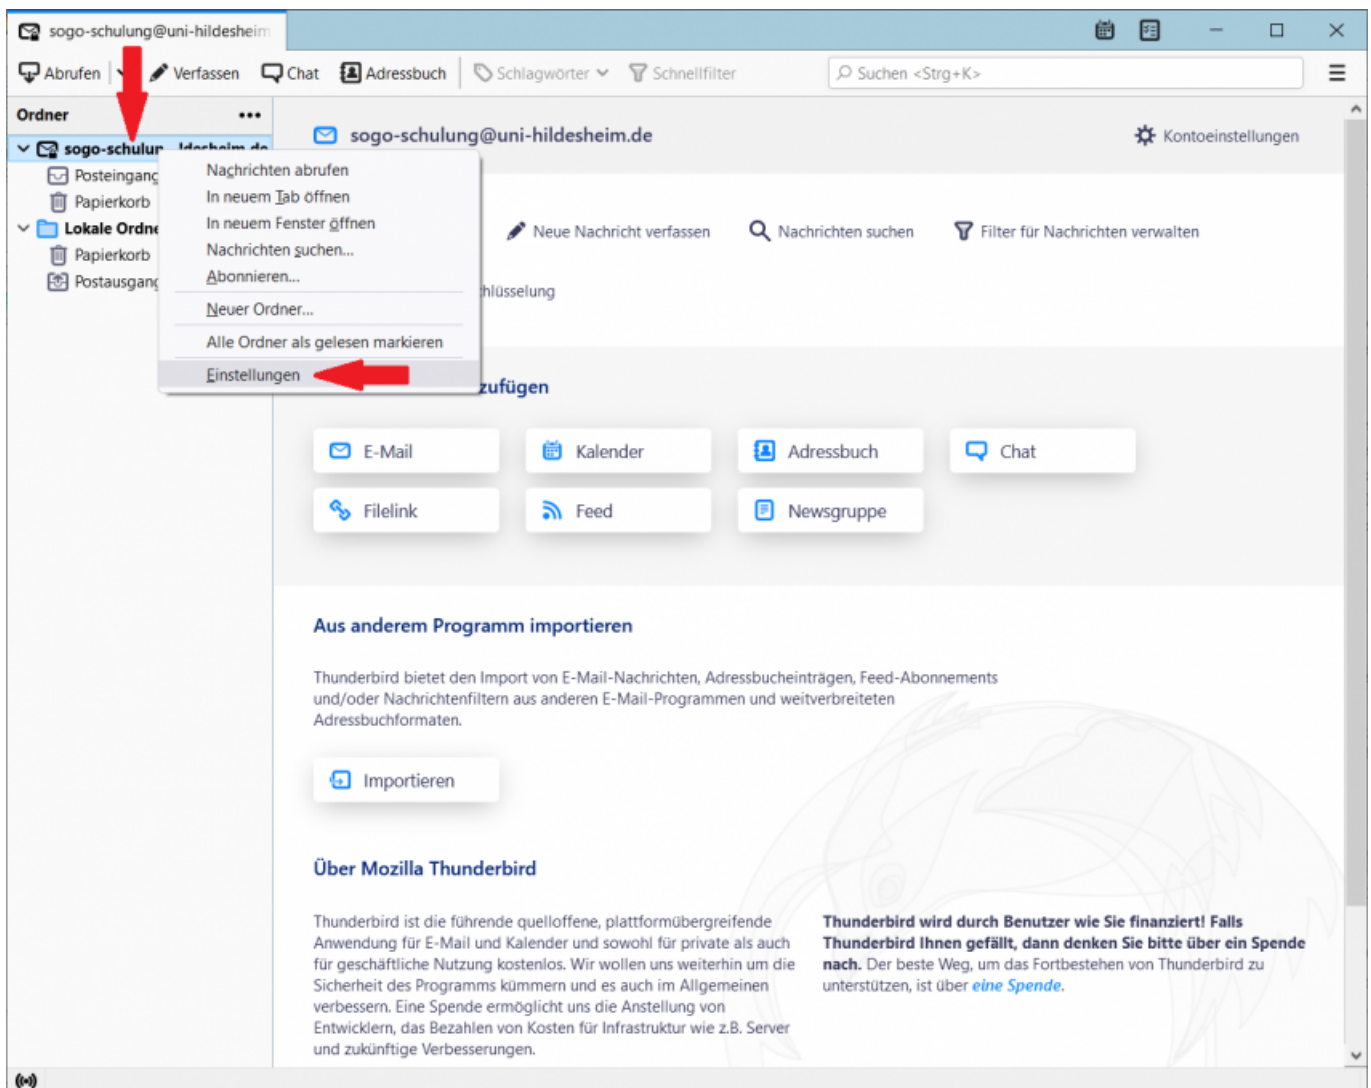 sogo-schulung@uni-hildesheim
Abrufen Verfassen Chat Adressbuch Schlagwörter Schnellfilter Suchen <Strg+K>
Ordner
sogo-schulung@uni-hildesheim.de
Kontoeinstellungen
Posteingang
Papierkorb
Lokale Ordne
Papierkorb
Postausgang
Nachrichten abrufen
In neuem Tab öffnen
In neuem Fenster öffnen
Nachrichten suchen...
Abonnieren...
Neuer Ordner...
Alle Ordner als gelesen markieren
Einstellungen
Neue Nachricht verfassen Nachrichten suchen Filter für Nachrichten verwalten
hlüsselung
zufügen
E-Mail Kalender Adressbuch Chat
Filelink Feed Newsgruppe
Aus anderem Programm importieren
Thunderbird bietet den Import von E-Mail-Nachrichten, Adressbucheinträgen, Feed-Abonnements
und/oder Nachrichtenfiltern aus anderen E-Mail-Programmen und weitverbreiteten
Adressbuchformaten.
Importieren
Über Mozilla Thunderbird
Thunderbird ist die führende quelloffene, plattformübergreifende
Anwendung für E-Mail und Kalender und sowohl für private als auch
für geschäftliche Nutzung kostenlos. Wir wollen uns weiterhin um die
Sicherheit des Programms kümmern und es auch im Allgemeinen
verbessern. Eine Spende ermöglicht uns die Anstellung von
Entwicklern, das Bezahlen von Kosten für Infrastruktur wie z.B. Server
und zukünftige Verbesserungen.
Thunderbird wird durch Benutzer wie Sie finanziert! Falls
Thunderbird Ihnen gefällt, dann denken Sie bitte über ein Spende
nach. Der beste Weg, um das Fortbestehen von Thunderbird zu
unterstützen, ist über eine Spende.